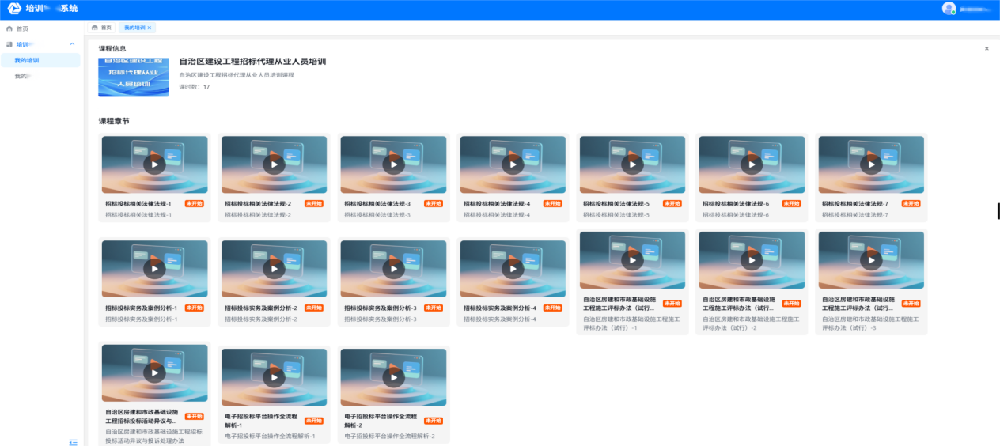 培训 系统
首页
培训
我的培训
我的
首页 我的培训 ×
课程信息
自治区建设工程
招标代理从业
人员培训
自治区建设工程招标代理从业人员培训
自治区建设工程招标代理从业人员培训课程
课时数：17
课程章节
招标投标相关法律法规-1 未开始
招标投标相关法律法规-1
招标投标相关法律法规-2 未开始
招标投标相关法律法规-2
招标投标相关法律法规-3 未开始
招标投标相关法律法规-3
招标投标相关法律法规-4 未开始
招标投标相关法律法规-4
招标投标相关法律法规-5 未开始
招标投标相关法律法规-5
招标投标相关法律法规-6 未开始
招标投标相关法律法规-6
招标投标相关法律法规-7 未开始
招标投标相关法律法规-7
招标投标实务及案例分析-1 未开始
招标投标实务及案例分析-1
招标投标实务及案例分析-2 未开始
招标投标实务及案例分析-2
招标投标实务及案例分析-3 未开始
招标投标实务及案例分析-3
招标投标实务及案例分析-4 未开始
招标投标实务及案例分析-4
自治区房建和市政基础设施
工程施工评标办法（试行... 未开始
自治区房建和市政基础设施工程施工
评标办法（试行）-1
自治区房建和市政基础设施
工程施工评标办法（试行... 未开始
自治区房建和市政基础设施工程施工
评标办法（试行）-2
自治区房建和市政基础设施
工程施工评标办法（试行... 未开始
自治区房建和市政基础设施工程施工
评标办法（试行）-3
自治区房建和市政基础设施
工程招标投标活动异议与... 未开始
自治区房建和市政基础设施工程招标
投标活动异议与投诉处理办法
电子招投标平台操作全流程
解析-1 未开始
电子招投标平台操作全流程解析-1
电子招投标平台操作全流程
解析-2 未开始
电子招投标平台操作全流程解析-2